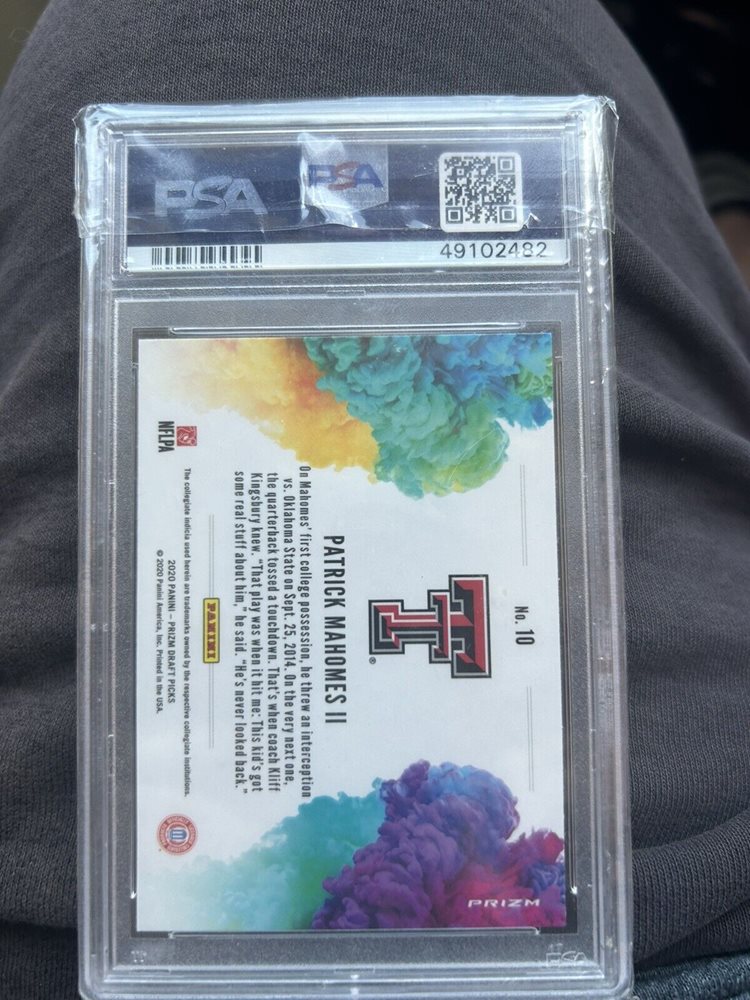 PSA
PSA
49102482
No. 10
®
PATRICK MAHOMES II
On Mahomes' first college possession, he threw an interception
vs. Oklahoma State on Sept. 25, 2014. On the very next one,
the quarterback tossed a touchdown. That's when coach Kliff
Kingsbury knew. "That play was when it hit me: This kid's got
some real stuff about him," he said. "He's never looked back."
PANINI
The collegiate indicia used herein are trademarks owned by the respective collegiate institutions.
2020 PANINI – PRIZM DRAFT PICKS
© 2020 Panini America, Inc. Printed in the USA.
NFLPA
PRIZM
PSA